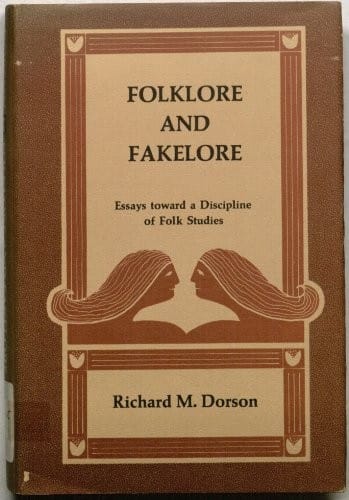 FOLKLORE
AND
FAKELORE
Essays toward a Discipline
of Folk Studies
Richard M. Dorson